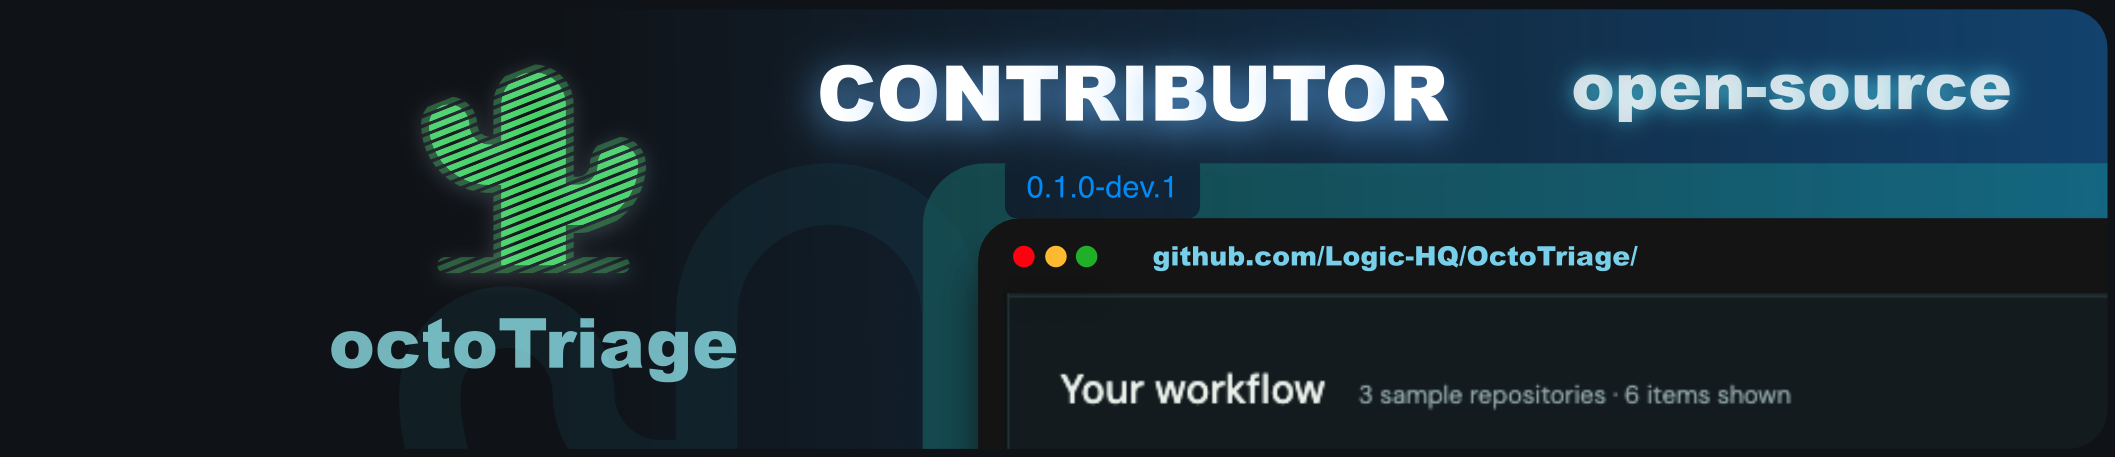 CONTRIBUTOR open-source
0.1.0-dev.1
github.com/Logic-HQ/OctoTriage/
octoTriage
Your workflow 3 sample repositories · 6 items shown